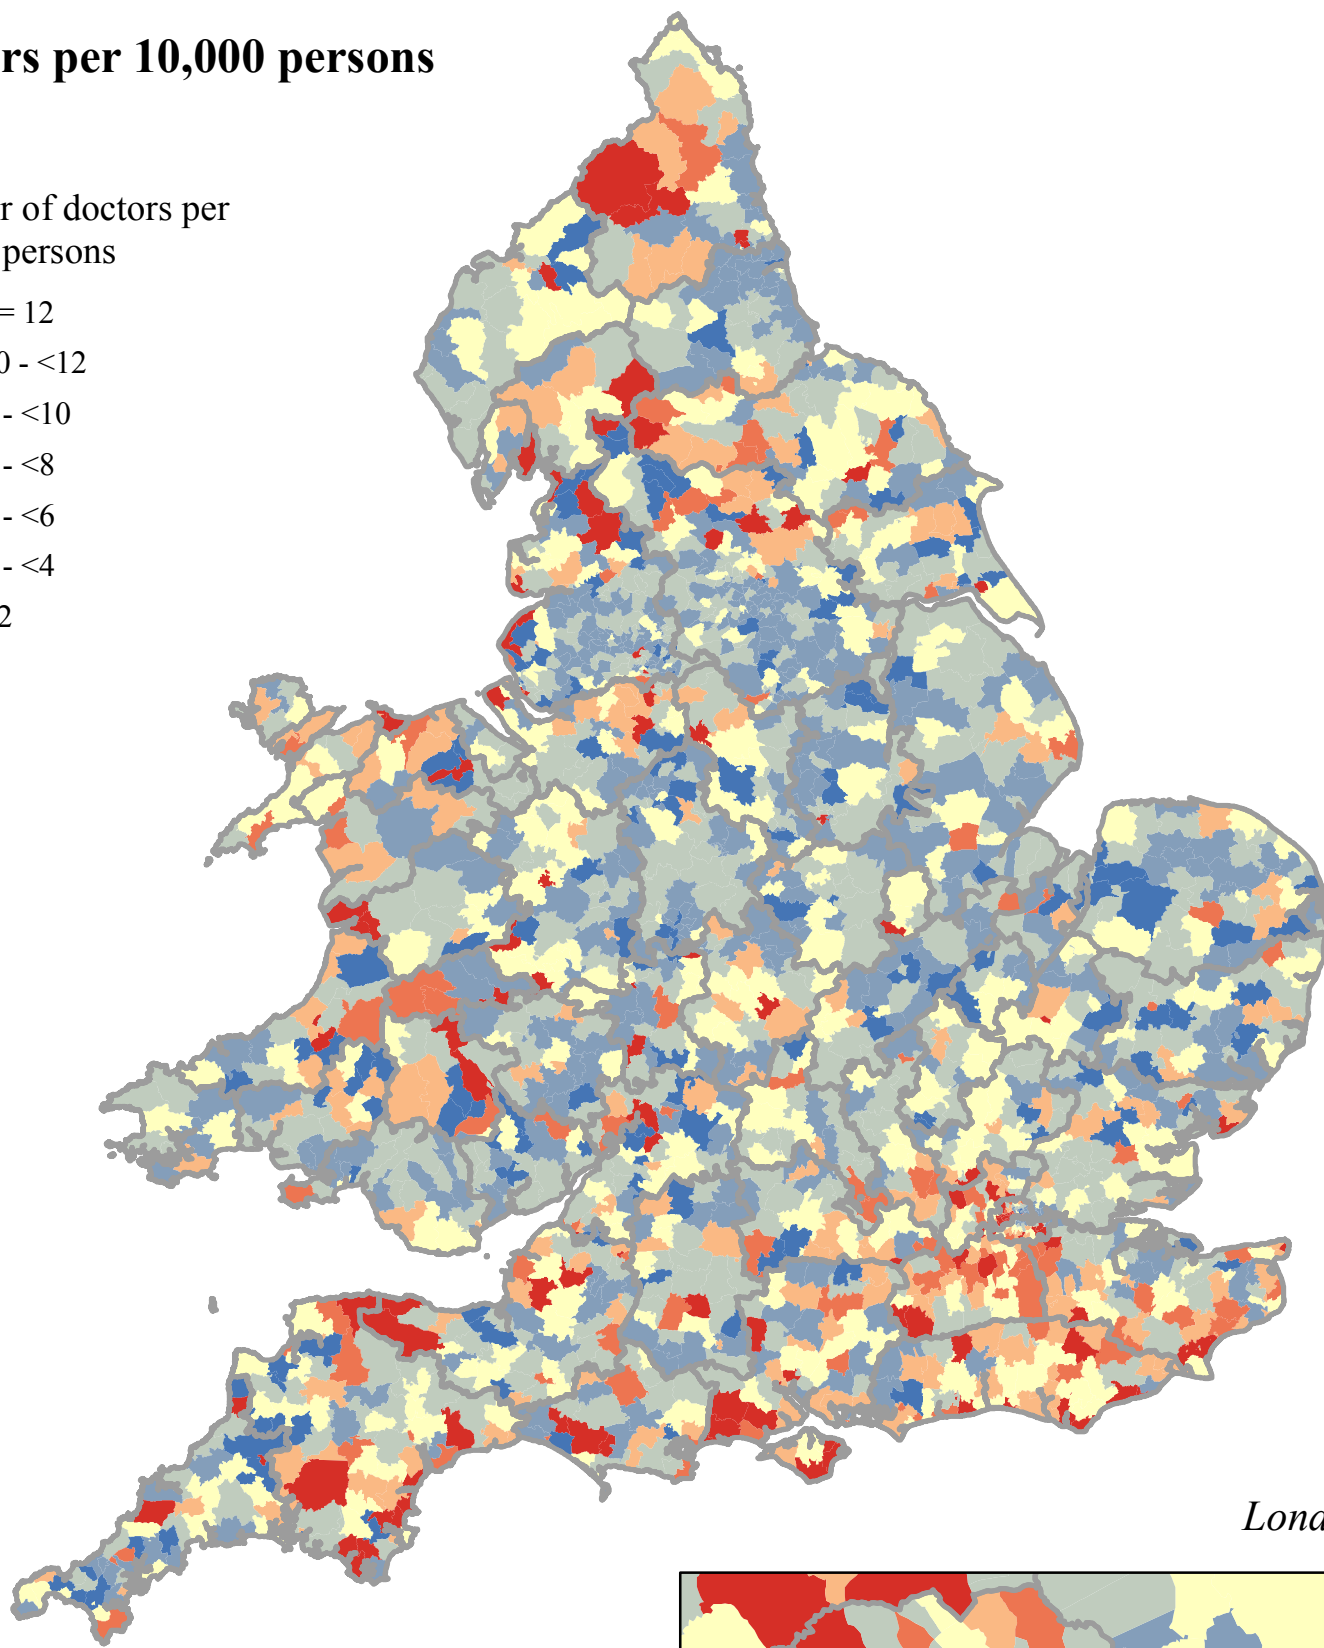 rs per 10,000 persons
r of doctors per
persons
= 12
0 - <12
- <10
- <8
- <6
- <4
2
Lond